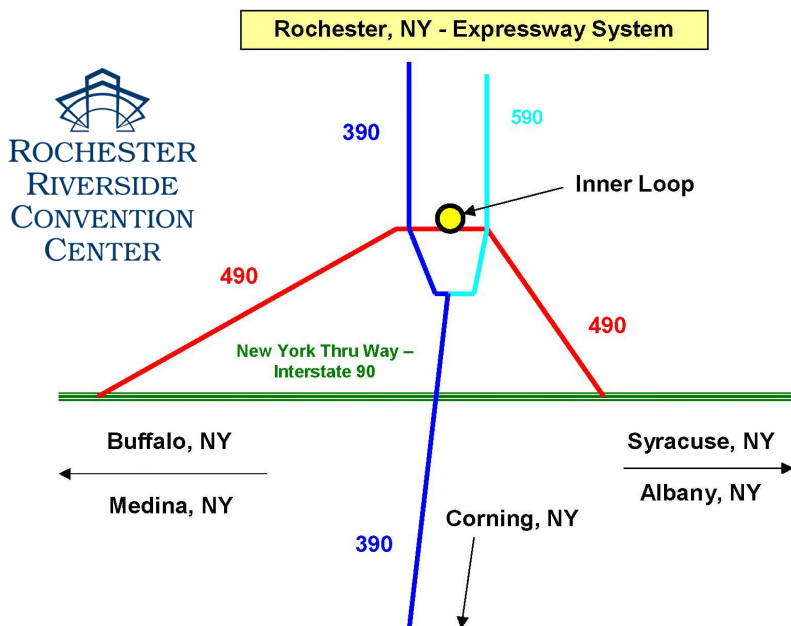 Rochester, NY - Expressway System
ROCHESTER
RIVERSIDE
CONVENTION
CENTER
390
590
Inner Loop
490
490
New York Thru Way –
Interstate 90
Buffalo, NY
Syracuse, NY
Medina, NY
Albany, NY
Corning, NY
390